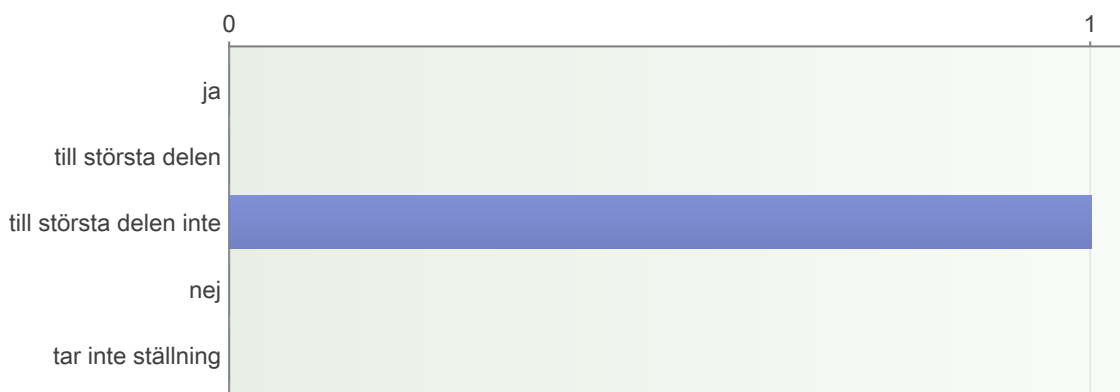 0 1
ja
till största delen
till största delen inte
nej
tar inte ställning